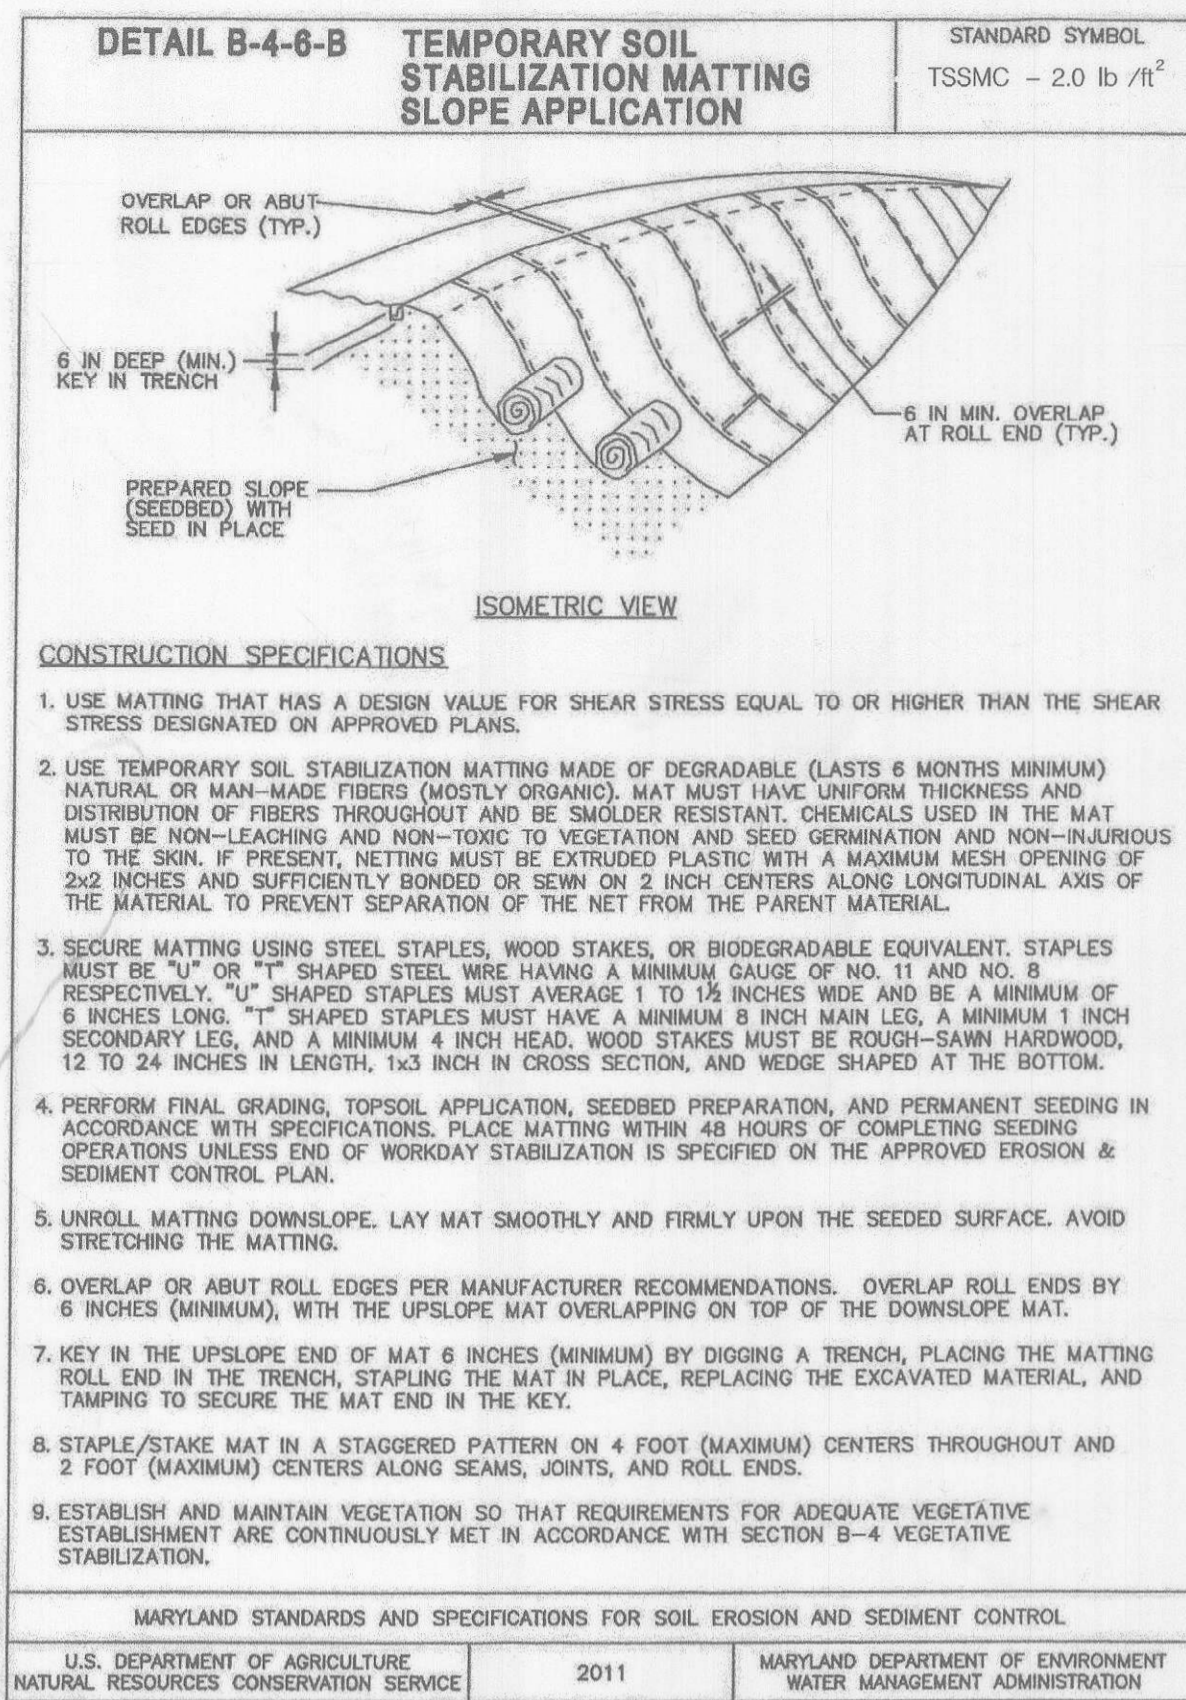 DETAIL B-4-6-B TEMPORARY SOIL
STABILIZATION MATTING
SLOPE APPLICATION
STANDARD SYMBOL
TSSMC - 2.0 lb /ft²
OVERLAP OR ABUT
ROLL EDGES (TYP.)
6 IN DEEP (MIN.)
KEY IN TRENCH
6 IN MIN. OVERLAP
AT ROLL END (TYP.)
PREPARED SLOPE
(SEEDBED) WITH
SEED IN PLACE
ISOMETRIC VIEW
CONSTRUCTION SPECIFICATIONS
1. USE MATTING THAT HAS A DESIGN VALUE FOR SHEAR STRESS EQUAL TO OR HIGHER THAN THE SHEAR
STRESS DESIGNATED ON APPROVED PLANS.
2. USE TEMPORARY SOIL STABILIZATION MATTING MADE OF DEGRADABLE (LASTS 6 MONTHS MINIMUM)
NATURAL OR MAN-MADE FIBERS (MOSTLY ORGANIC). MAT MUST HAVE UNIFORM THICKNESS AND
DISTRIBUTION OF FIBERS THROUGHOUT AND BE SMOLDER RESISTANT. CHEMICALS USED IN THE MAT
MUST BE NON-LEACHING AND NON-TOXIC TO VEGETATION AND SEED GERMINATION AND NON-INJURIOUS
TO THE SKIN. IF PRESENT, NETTING MUST BE EXTRUDED PLASTIC WITH A MAXIMUM MESH OPENING OF
2x2 INCHES AND SUFFICIENTLY BONDED OR SEWN ON 2 INCH CENTERS ALONG LONGITUDINAL AXIS OF
THE MATERIAL TO PREVENT SEPARATION OF THE NET FROM THE PARENT MATERIAL.
3. SECURE MATTING USING STEEL STAPLES, WOOD STAKES, OR BIODEGRADABLE EQUIVALENT. STAPLES
MUST BE "U" OR "T" SHAPED STEEL WIRE HAVING A MINIMUM GAUGE OF NO. 11 AND NO. 8
RESPECTIVELY. "U" SHAPED STAPLES MUST AVERAGE 1 TO 1½ INCHES WIDE AND BE A MINIMUM OF
6 INCHES LONG. "T" SHAPED STAPLES MUST HAVE A MINIMUM 8 INCH MAIN LEG, A MINIMUM 1 INCH
SECONDARY LEG, AND A MINIMUM 4 INCH HEAD. WOOD STAKES MUST BE ROUGH-SAWN HARDWOOD,
12 TO 24 INCHES IN LENGTH, 1x3 INCH IN CROSS SECTION, AND WEDGE SHAPED AT THE BOTTOM.
4. PERFORM FINAL GRADING, TOPSOIL APPLICATION, SEEDBED PREPARATION, AND PERMANENT SEEDING IN
ACCORDANCE WITH SPECIFICATIONS. PLACE MATTING WITHIN 48 HOURS OF COMPLETING SEEDING
OPERATIONS UNLESS END OF WORKDAY STABILIZATION IS SPECIFIED ON THE APPROVED EROSION &
SEDIMENT CONTROL PLAN.
5. UNROLL MATTING DOWNSLOPE. LAY MAT SMOOTHLY AND FIRMLY UPON THE SEEDED SURFACE. AVOID
STRETCHING THE MATTING.
6. OVERLAP OR ABUT ROLL EDGES PER MANUFACTURER RECOMMENDATIONS. OVERLAP ROLL ENDS BY
6 INCHES (MINIMUM), WITH THE UPSLOPE MAT OVERLAPPING ON TOP OF THE DOWNSLOPE MAT.
7. KEY IN THE UPSLOPE END OF MAT 6 INCHES (MINIMUM) BY DIGGING A TRENCH, PLACING THE MATTING
ROLL END IN THE TRENCH, STAPLING THE MAT IN PLACE, REPLACING THE EXCAVATED MATERIAL, AND
TAMPING TO SECURE THE MAT END IN THE KEY.
8. STAPLE/STAKE MAT IN A STAGGERED PATTERN ON 4 FOOT (MAXIMUM) CENTERS THROUGHOUT AND
2 FOOT (MAXIMUM) CENTERS ALONG SEAMS, JOINTS, AND ROLL ENDS.
9. ESTABLISH AND MAINTAIN VEGETATION SO THAT REQUIREMENTS FOR ADEQUATE VEGETATIVE
ESTABLISHMENT ARE CONTINUOUSLY MET IN ACCORDANCE WITH SECTION B-4 VEGETATIVE
STABILIZATION.
MARYLAND STANDARDS AND SPECIFICATIONS FOR SOIL EROSION AND SEDIMENT CONTROL
U.S. DEPARTMENT OF AGRICULTURE
NATURAL RESOURCES CONSERVATION SERVICE
2011
MARYLAND DEPARTMENT OF ENVIRONMENT
WATER MANAGEMENT ADMINISTRATION